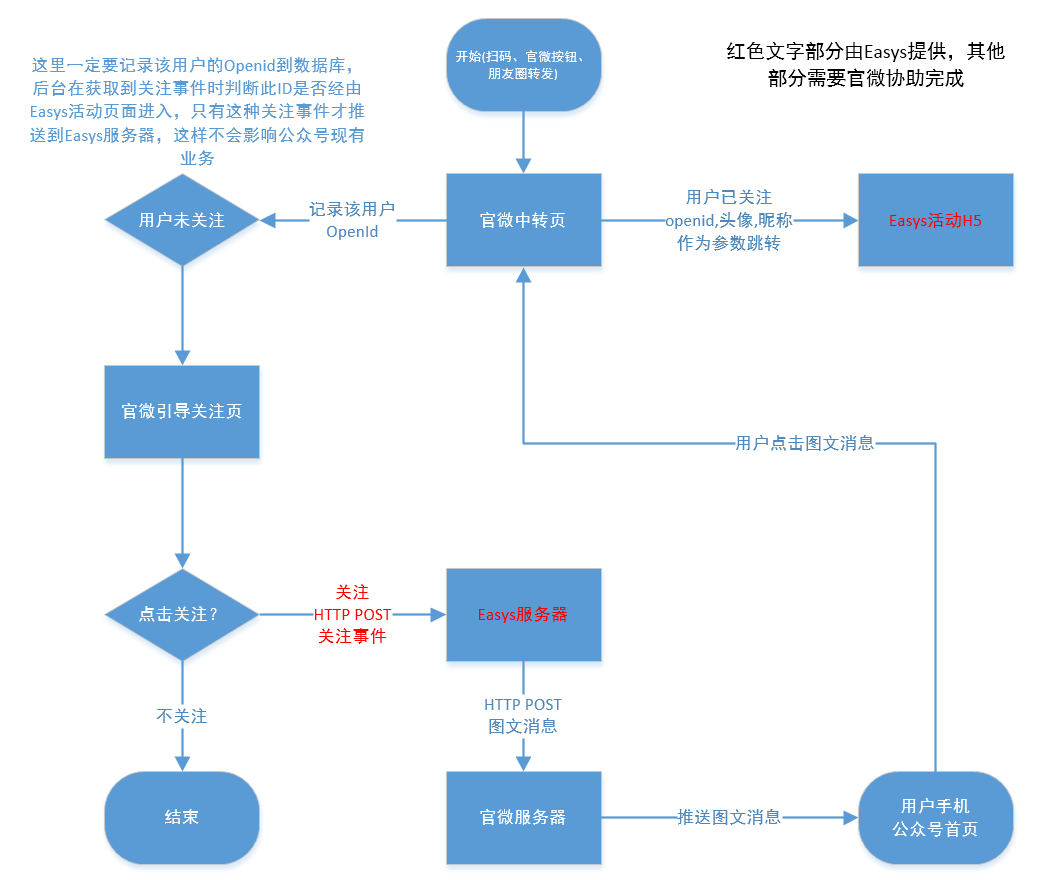 开始(扫码、官微按钮、
朋友圈转发)
红色文字部分由Easys提供，其他
部分需要官微协助完成
这里一定要记录该用户的Openid到数据库，
后台在获取到关注事件时判断此ID是否经由
Easys活动页面进入，只有这种关注事件才推
送到Easys服务器，这样不会影响公众号现有
业务
用户未关注
记录该用户
OpenId
官微中转页
用户已关注
openid,头像,昵称
作为参数跳转
Easys活动H5
官微引导关注页
用户点击图文消息
点击关注？
关注
HTTP POST
关注事件
Easys服务器
不关注
HTTP POST
图文消息
结束
官微服务器
推送图文消息
用户手机
公众号首页